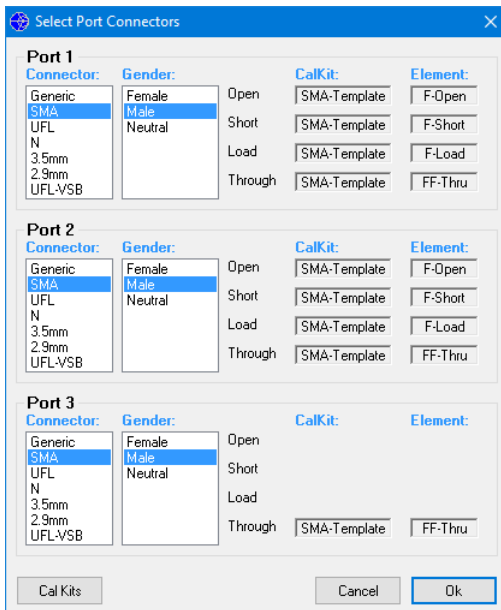 Select Port Connectors
Port 1
Connector: Gender: CalKit: Element:
Generic Female Open SMA-Template F-Open
SMA Male Short SMA-Template F-Short
UFL Neutral Load SMA-Template F-Load
N Through SMA-Template FF-Thru
3.5mm
2.9mm
UFL-VSB
Port 2
Connector: Gender: CalKit: Element:
Generic Female Open SMA-Template F-Open
SMA Male Short SMA-Template F-Short
UFL Neutral Load SMA-Template F-Load
N Through SMA-Template FF-Thru
3.5mm
2.9mm
UFL-VSB
Port 3
Connector: Gender: CalKit: Element:
Generic Female Open
SMA Male Short
UFL Neutral Load
N Through SMA-Template FF-Thru
3.5mm
2.9mm
UFL-VSB
Cal Kits Cancel Ok